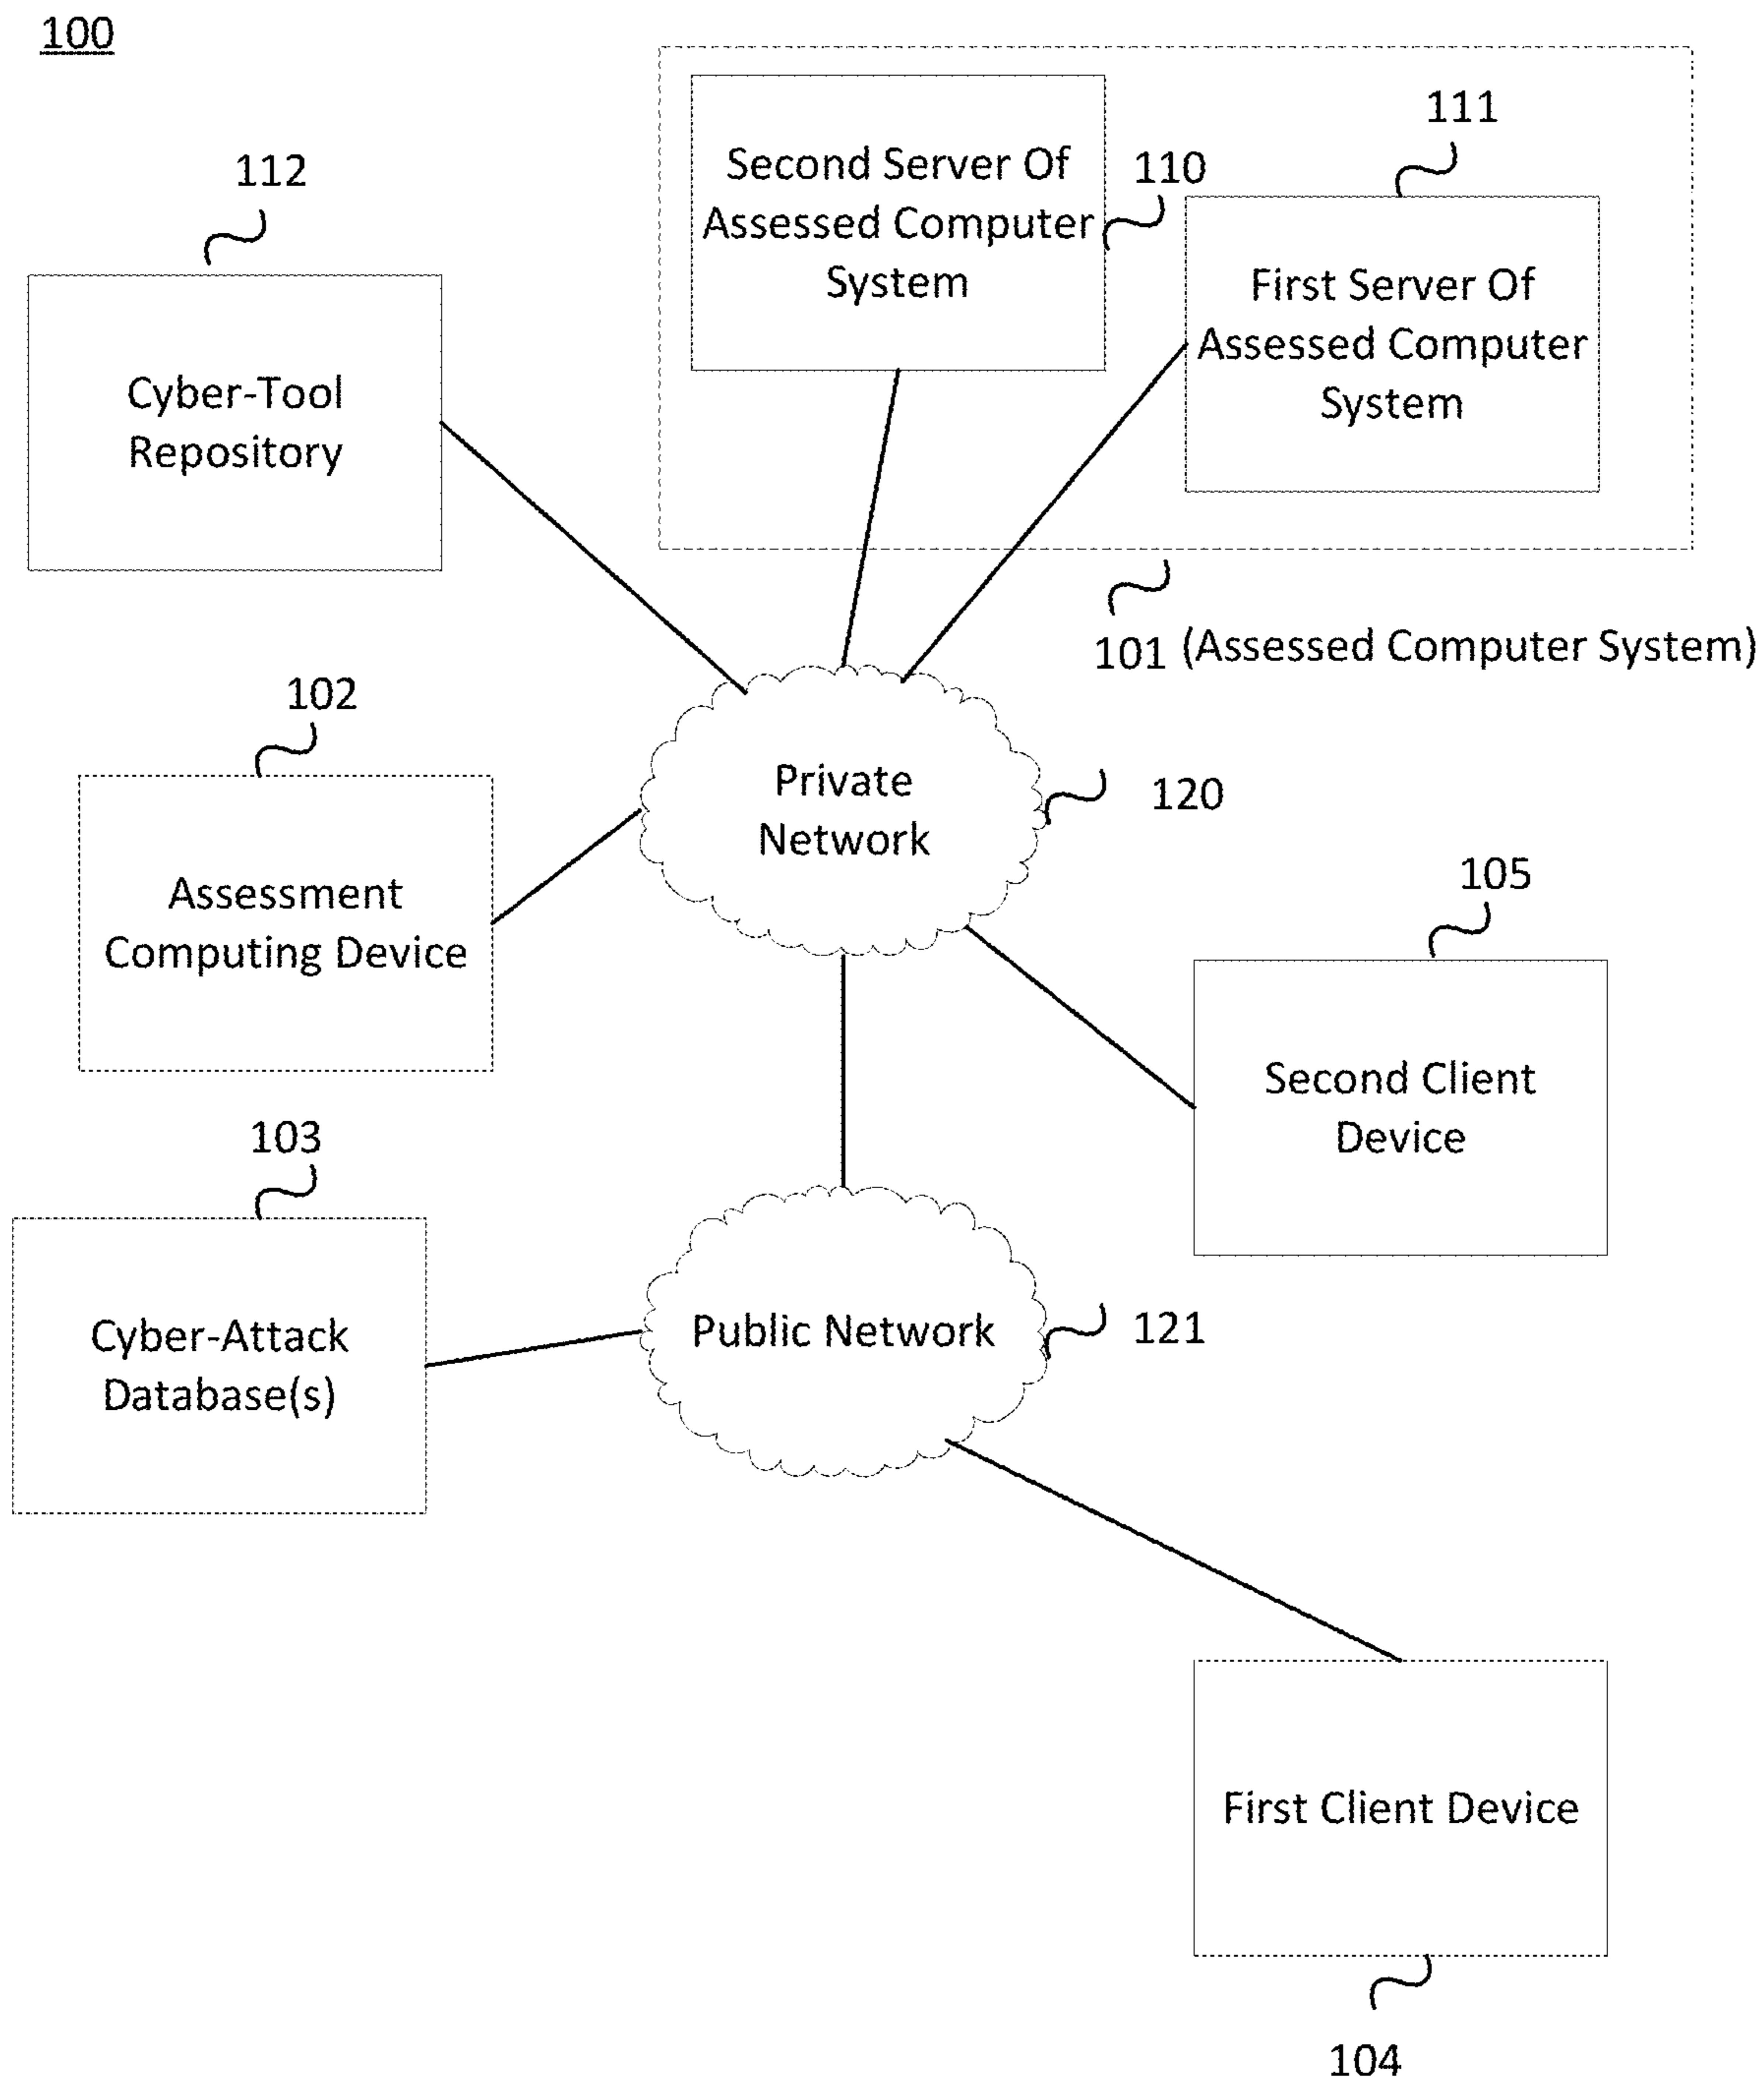 100
112
Cyber-Tool
Repository
Second Server Of
Assessed Computer
System
110
111
First Server Of
Assessed Computer
System
101 (Assessed Computer System)
102
Assessment
Computing Device
Private
Network
120
105
Second Client
Device
103
Cyber-Attack
Database(s)
Public Network
121
First Client Device
104